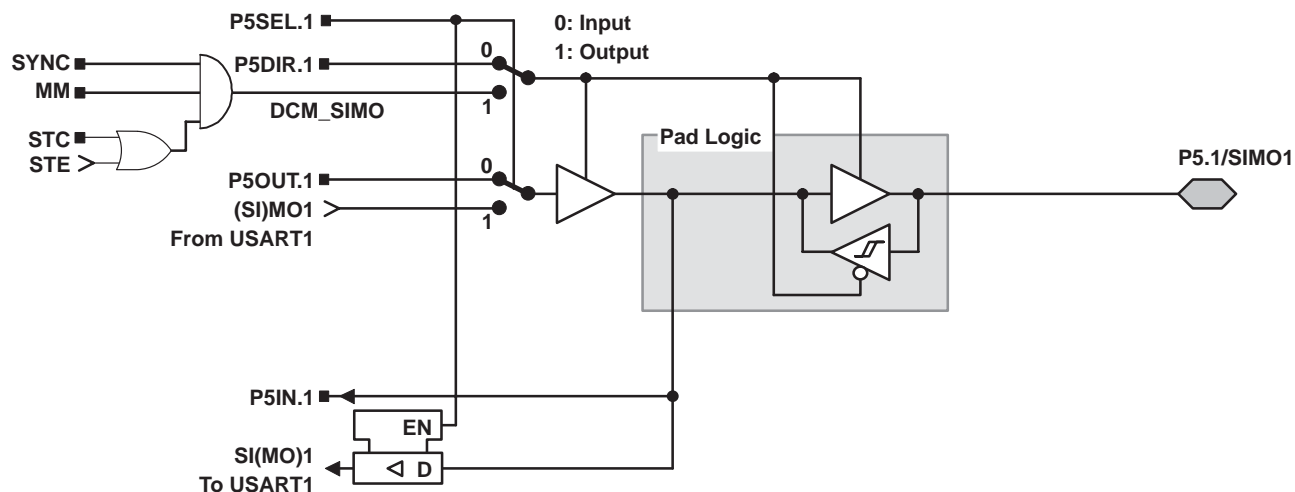 P5SEL.1
0: Input
1: Output
0
SYNC
P5DIR.1
MM
DCM_SIMO
1
STC
STE
Pad Logic
P5.1/SIMO1
0
P5OUT.1
(SI)MO1
1
From USART1
P5IN.1
EN
SI(MO)1
D
To USART1